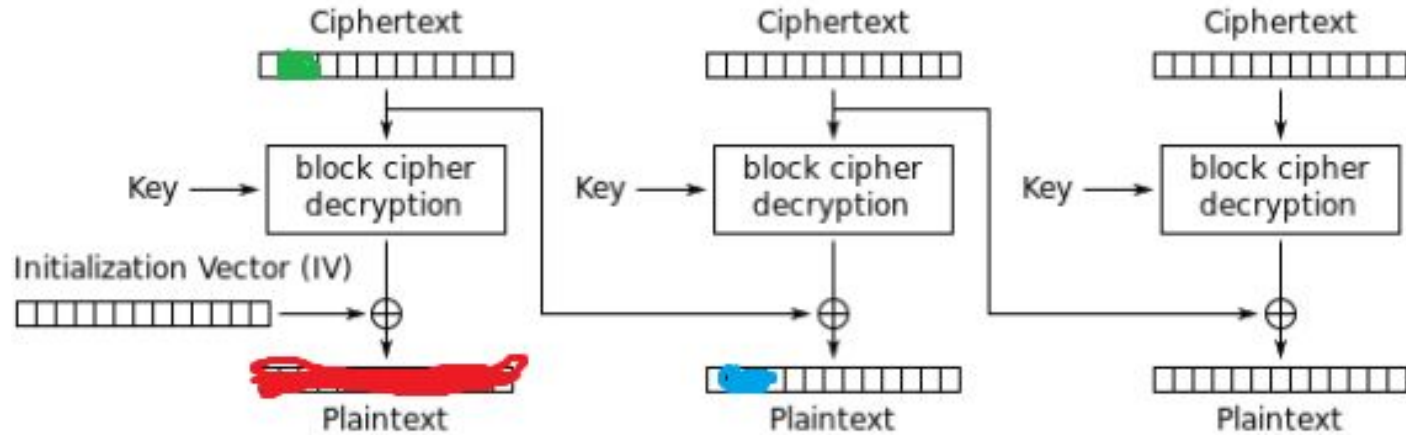 Ciphertext
Ciphertext
Ciphertext
Key
block cipher
decryption
Key
block cipher
decryption
Key
block cipher
decryption
Initialization Vector (IV)
Plaintext
Plaintext
Plaintext